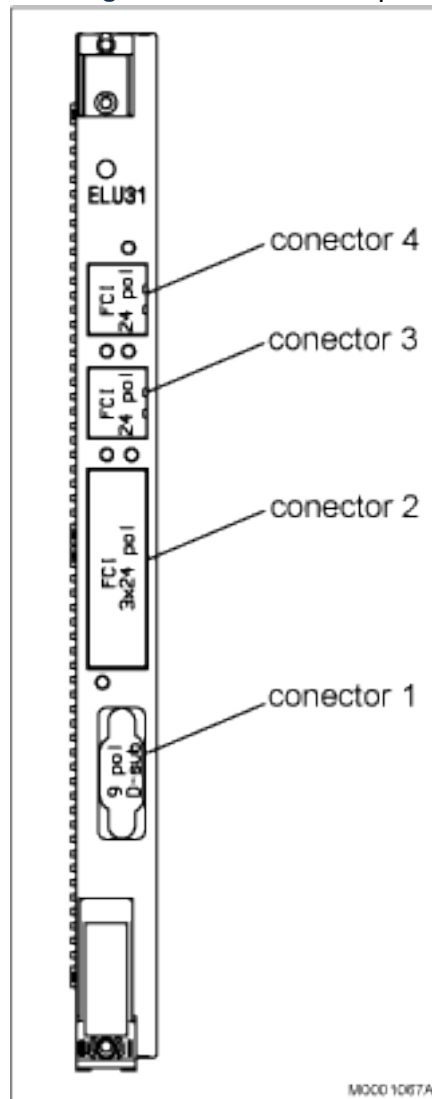 ELU31
conector 4
FCI
24 pol
conector 3
FCI
24 pol
conector 2
FCI
3x24 pol
conector 1
9 pol
D-sub
M0001067A